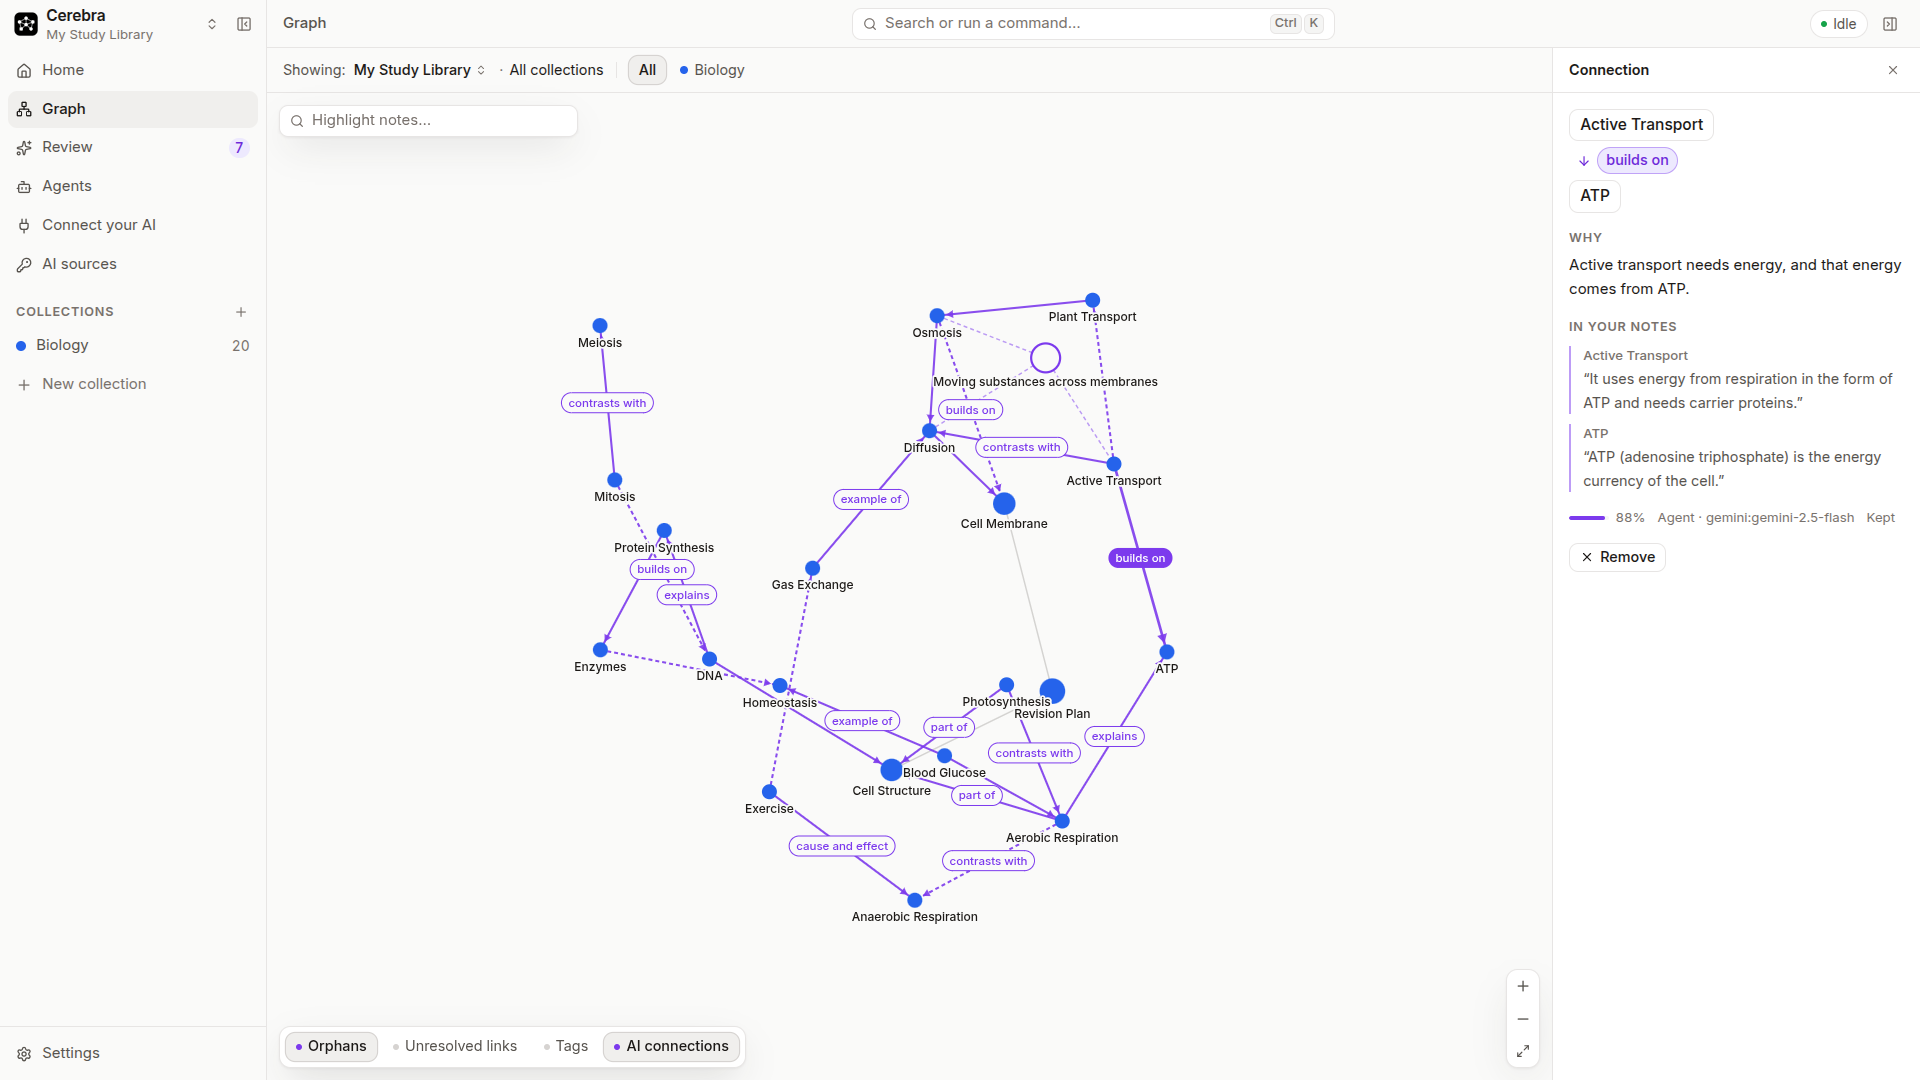 Cerebra
My Study Library
Home
Graph
Review 7
Agents
Connect your AI
AI sources
COLLECTIONS
Biology 20
New collection
Settings
Graph
Search or run a command... Ctrl K
Idle
Showing: My Study Library · All collections All Biology
Highlight notes...
Meiosis
contrasts with
Mitosis
Protein Synthesis
builds on
explains
Enzymes
DNA
Homeostasis
Osmosis
Plant Transport
Moving substances across membranes
builds on
Diffusion
contrasts with
Active Transport
example of
Cell Membrane
Gas Exchange
builds on
ATP
Photosynthesis
Revision Plan
example of
part of
explains
contrasts with
Blood Glucose
Cell Structure
part of
Exercise
Aerobic Respiration
cause and effect
contrasts with
Anaerobic Respiration
Orphans Unresolved links Tags AI connections
Connection
Active Transport
builds on
ATP
WHY
Active transport needs energy, and that energy
comes from ATP.
IN YOUR NOTES
Active Transport
“It uses energy from respiration in the form of
ATP and needs carrier proteins.”
ATP
“ATP (adenosine triphosphate) is the energy
currency of the cell.”
88% Agent · gemini:gemini-2.5-flash Kept
Remove